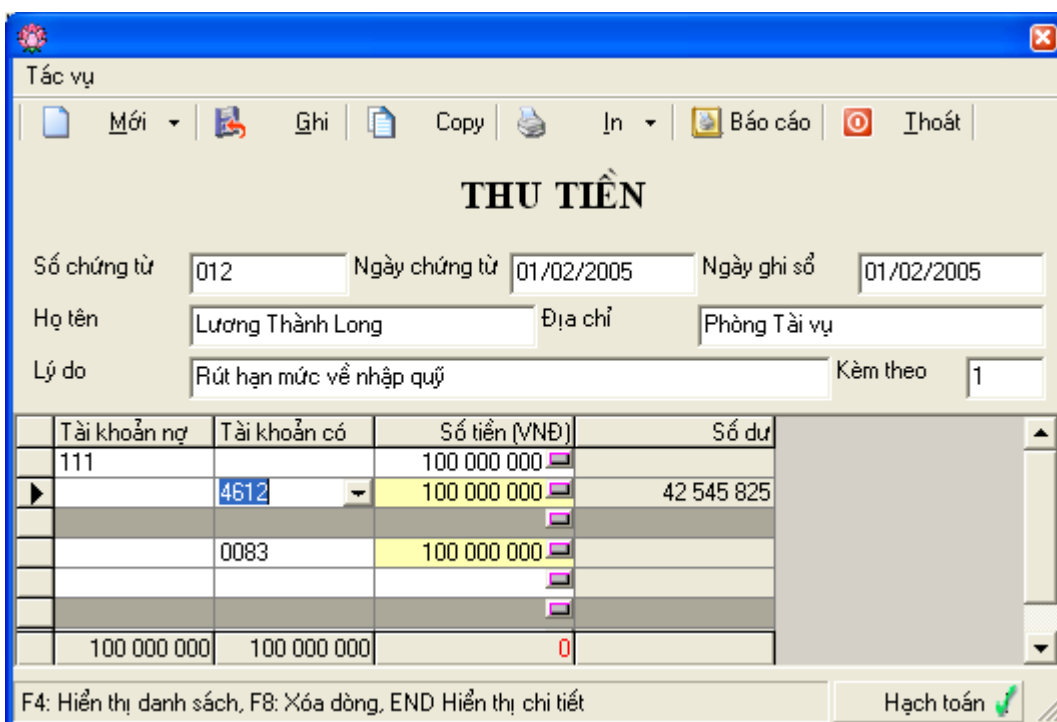 Tác vụ
Mới Ghi Copy In Báo cáo Thoát
THU TIỀN
Số chứng từ 012 Ngày chứng từ 01/02/2005 Ngày ghi sổ 01/02/2005
Họ tên Lương Thành Long Địa chỉ Phòng Tài vụ
Lý do Rút hạn mức về nhập quỹ Kèm theo 1
Tài khoản nợ Tài khoản có Số tiền (VNĐ) Số dư
111 100 000 000
4612 100 000 000 42 545 825
0083 100 000 000
100 000 000 100 000 000 0
F4: Hiển thị danh sách, F8: Xóa dòng, END Hiển thị chi tiết Hạch toán